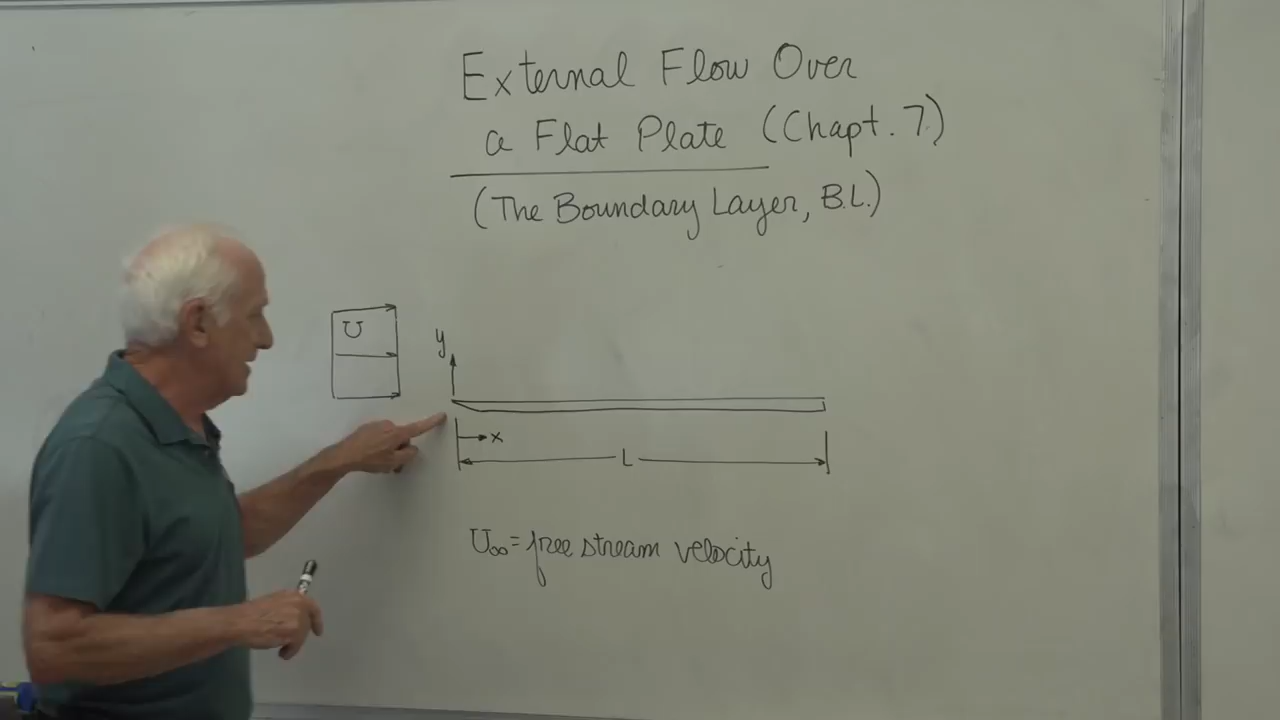 External Flow Over
a Flat Plate (Chapt. 7)
(The Boundary Layer, B.L.)
U
y
x
L
U∞ = free stream velocity